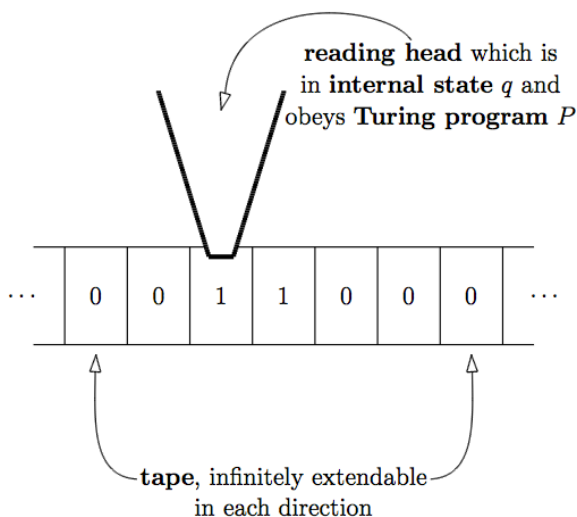 reading head which is
in internal state q and
obeys Turing program P
··· 0 0 1 1 0 0 0 ···
tape, infinitely extendable
in each direction